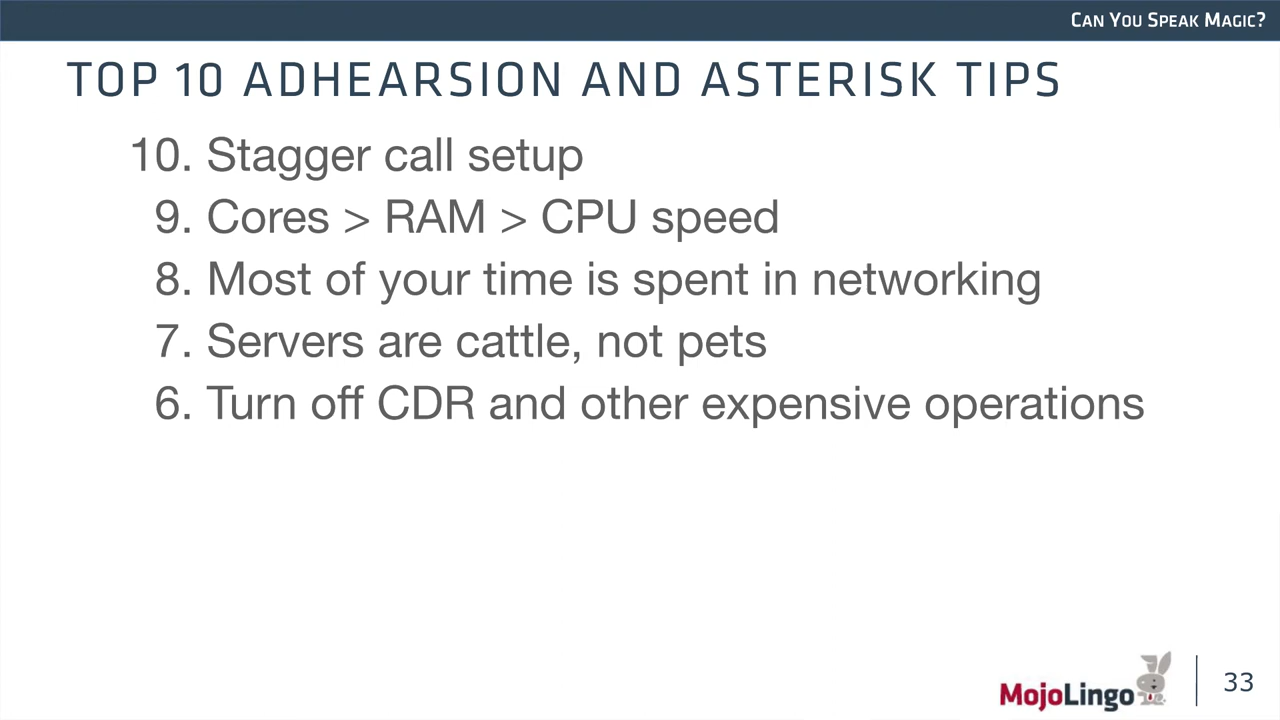 Can You Speak Magic?
TOP 10 ADHEARSION AND ASTERISK TIPS
10. Stagger call setup
9. Cores > RAM > CPU speed
8. Most of your time is spent in networking
7. Servers are cattle, not pets
6. Turn off CDR and other expensive operations
MojoLingo
33